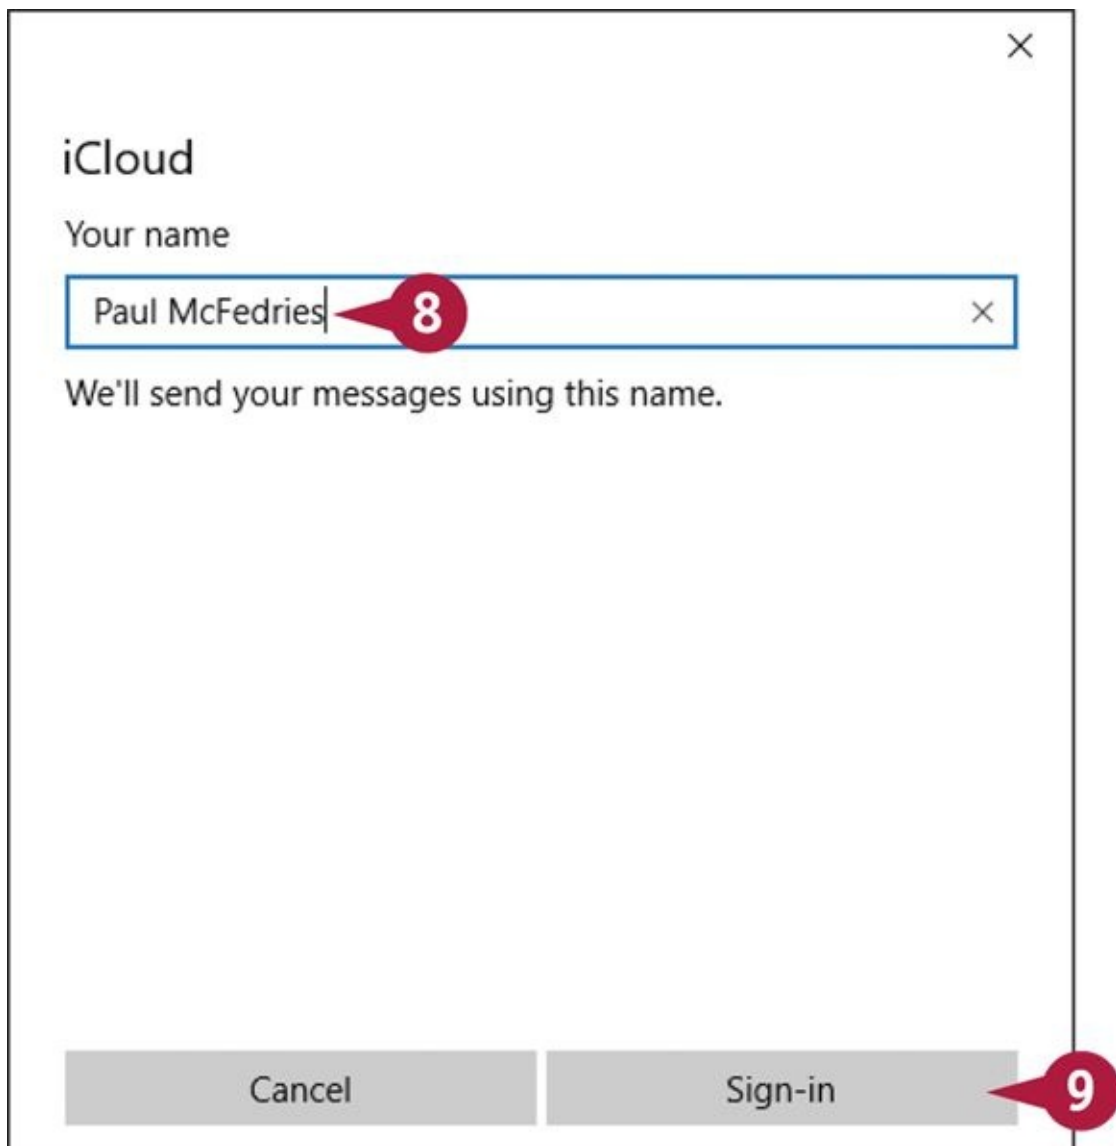 iCloud
Your name
Paul McFedries 8
We'll send your messages using this name.
Cancel Sign-in 9